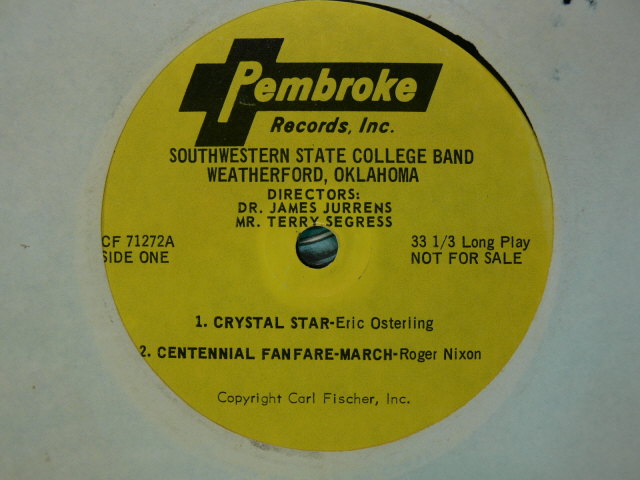 Pembroke
Records, Inc.
SOUTHWESTERN STATE COLLEGE BAND
WEATHERFORD, OKLAHOMA
DIRECTORS:
DR. JAMES JURRENS
MR. TERRY SEGRESS
CF 71272A
SIDE ONE
33 1/3 Long Play
NOT FOR SALE
1. CRYSTAL STAR-Eric Osterling
2. CENTENNIAL FANFARE-MARCH-Roger Nixon
Copyright Carl Fischer, Inc.